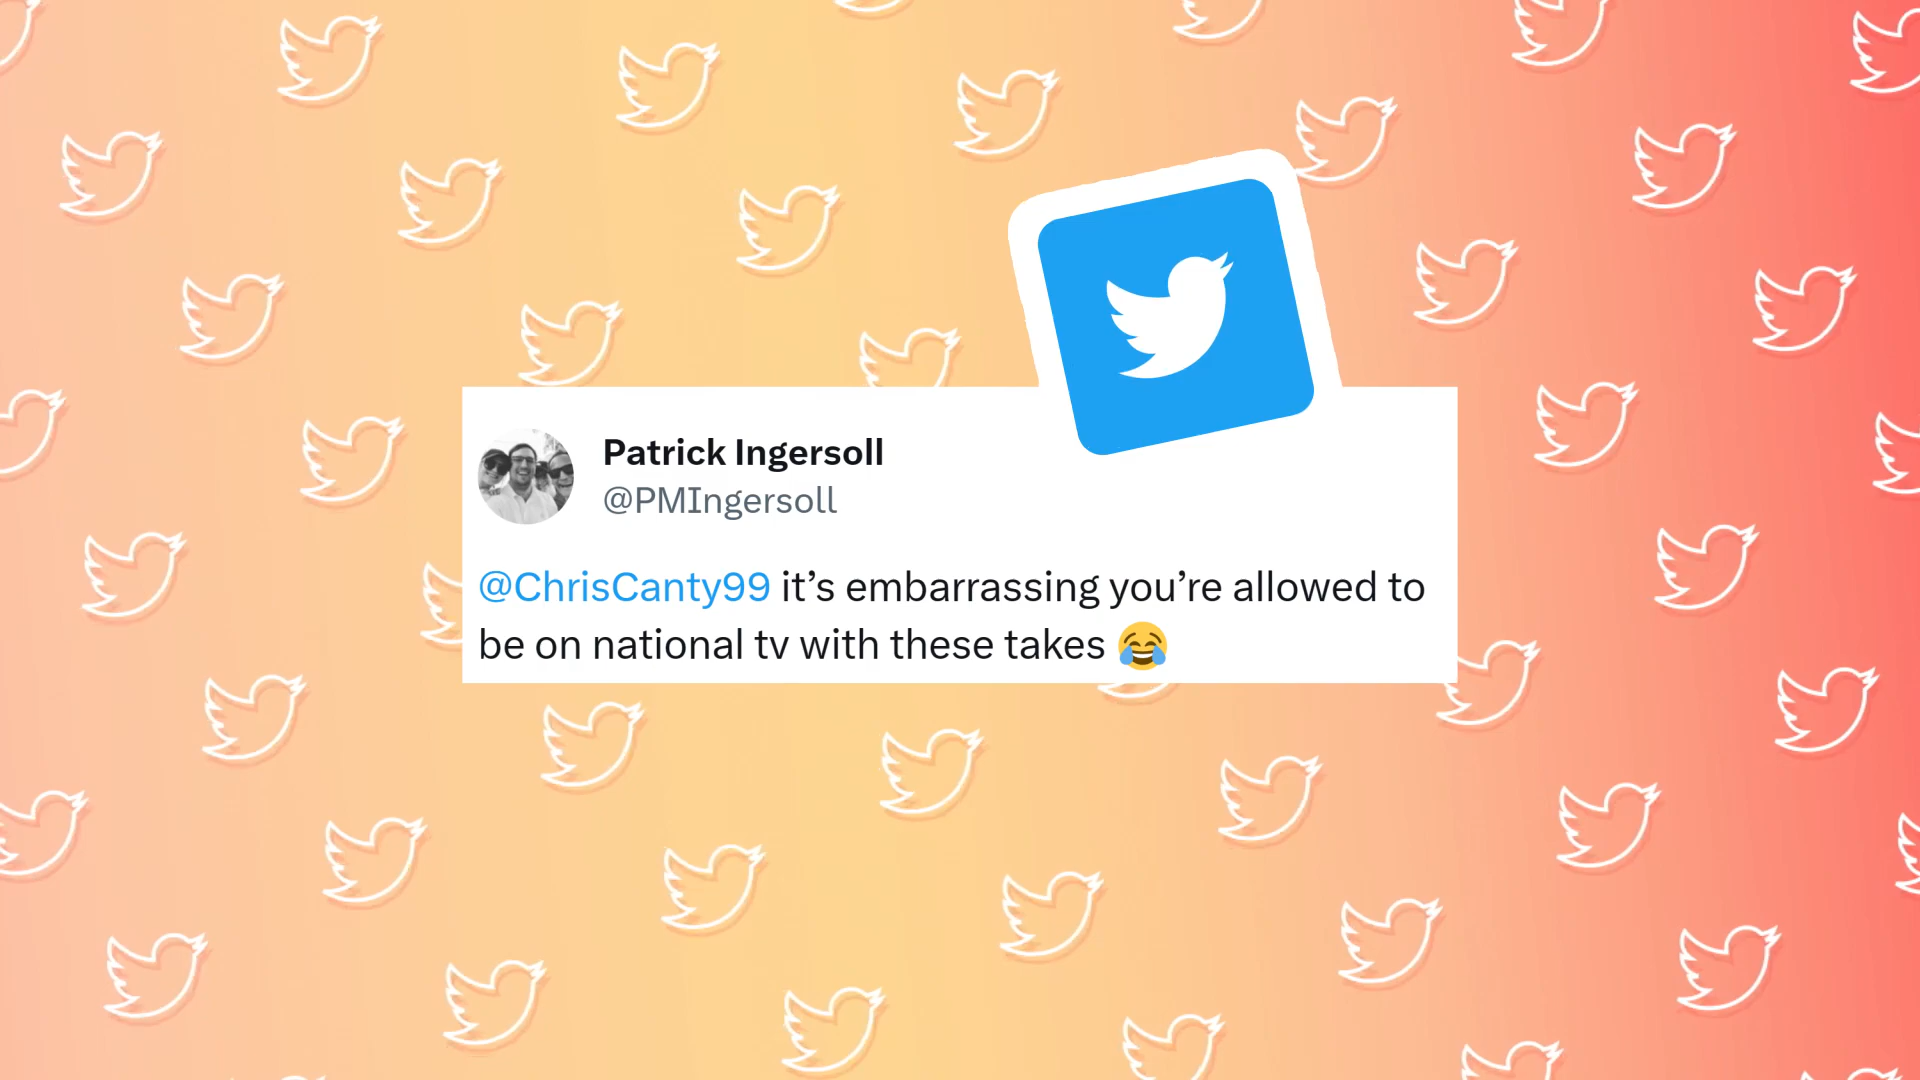 Patrick Ingersoll
@PMIngersoll
@ChrisCanty99 it’s embarrassing you’re allowed to
be on national tv with these takes 😂